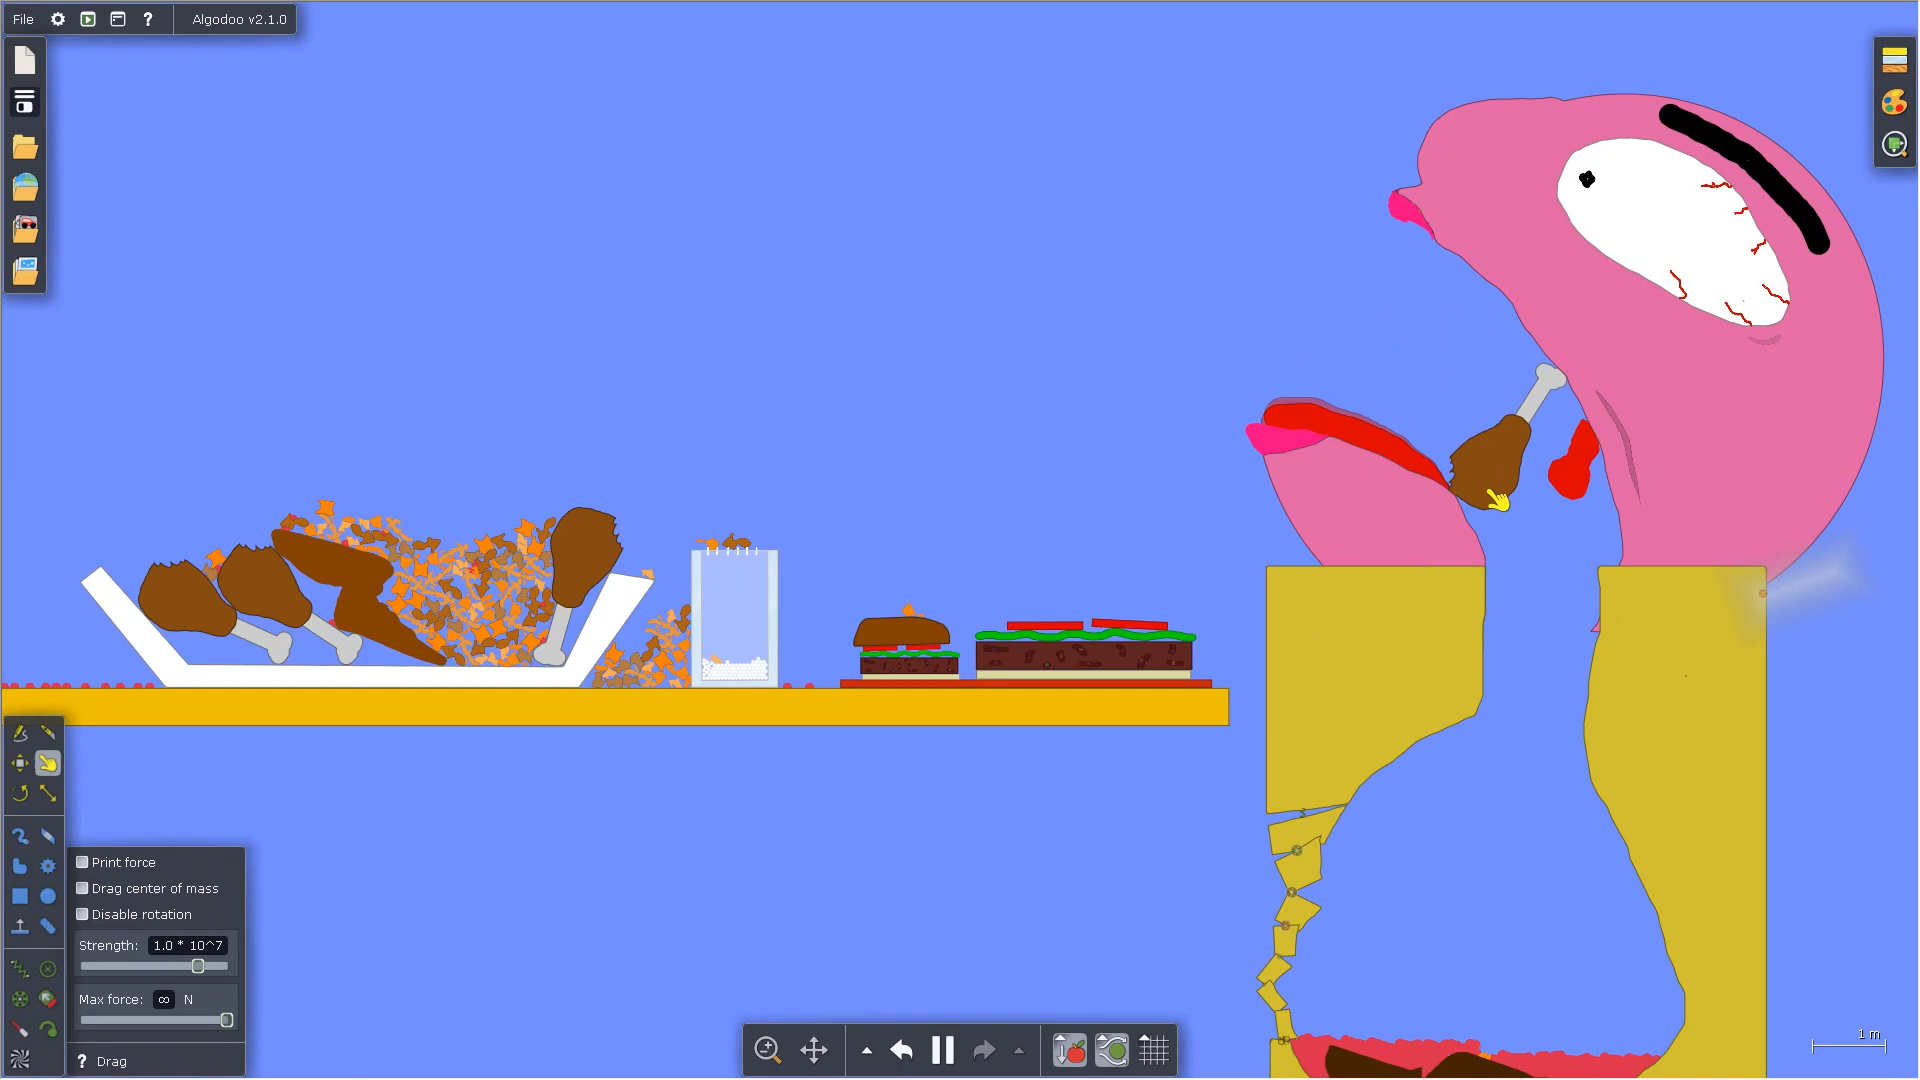 File ? Algodoo v2.1.0
Print force
Drag center of mass
Disable rotation
Strength: 1.0 * 10^7
Max force: ∞ N
? Drag
1 m